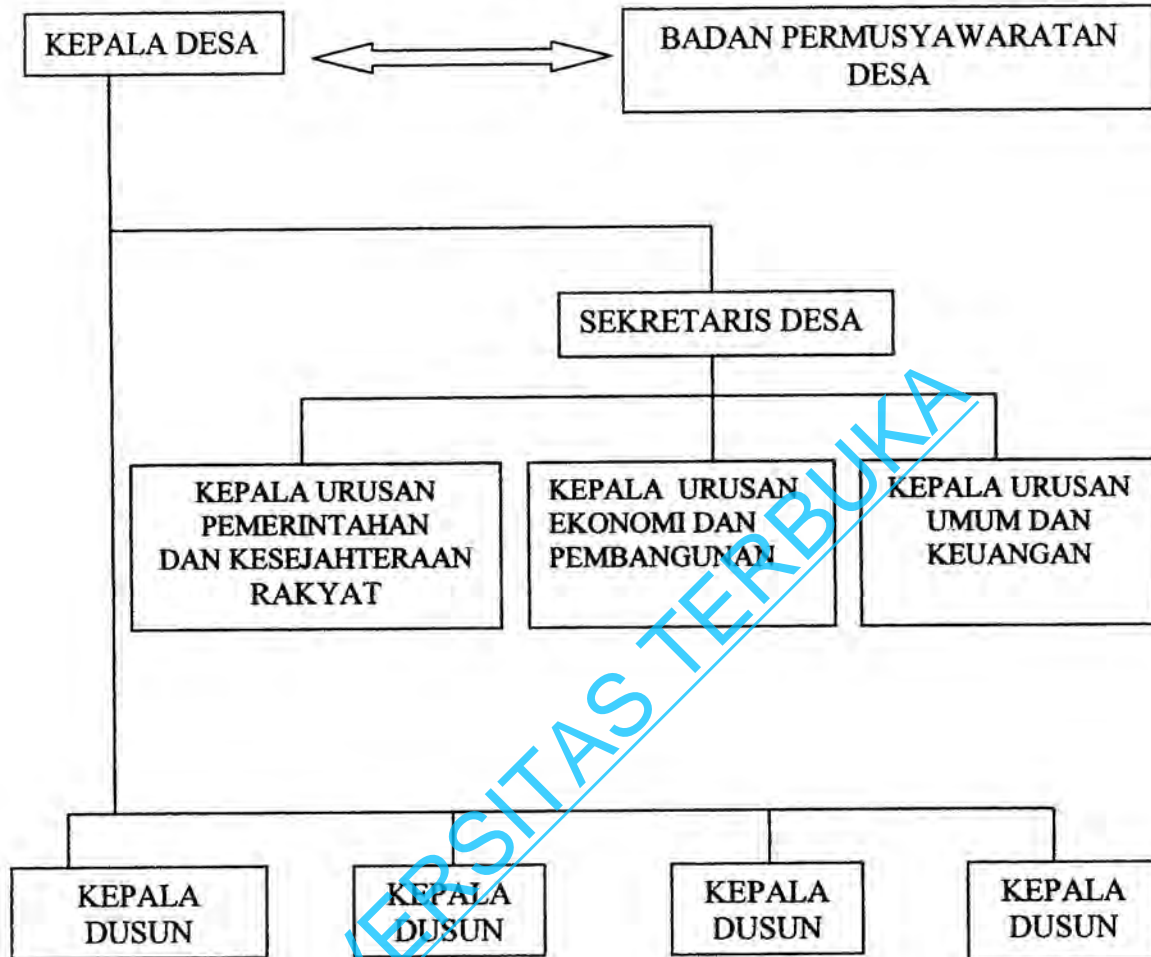 KEPALA DESA
BADAN PERMUSYAWARATAN
DESA
SEKRETARIS DESA
KEPALA URUSAN
PEMERINTAHAN
DAN KESEJAHTERAAN
RAKYAT
KEPALA URUSAN
EKONOMI DAN
PEMBANGUNAN
KEPALA URUSAN
UMUM DAN
KEUANGAN
KEPALA
DUSUN
KEPALA
DUSUN
KEPALA
DUSUN
KEPALA
DUSUN
ERSITAS TERBUKA